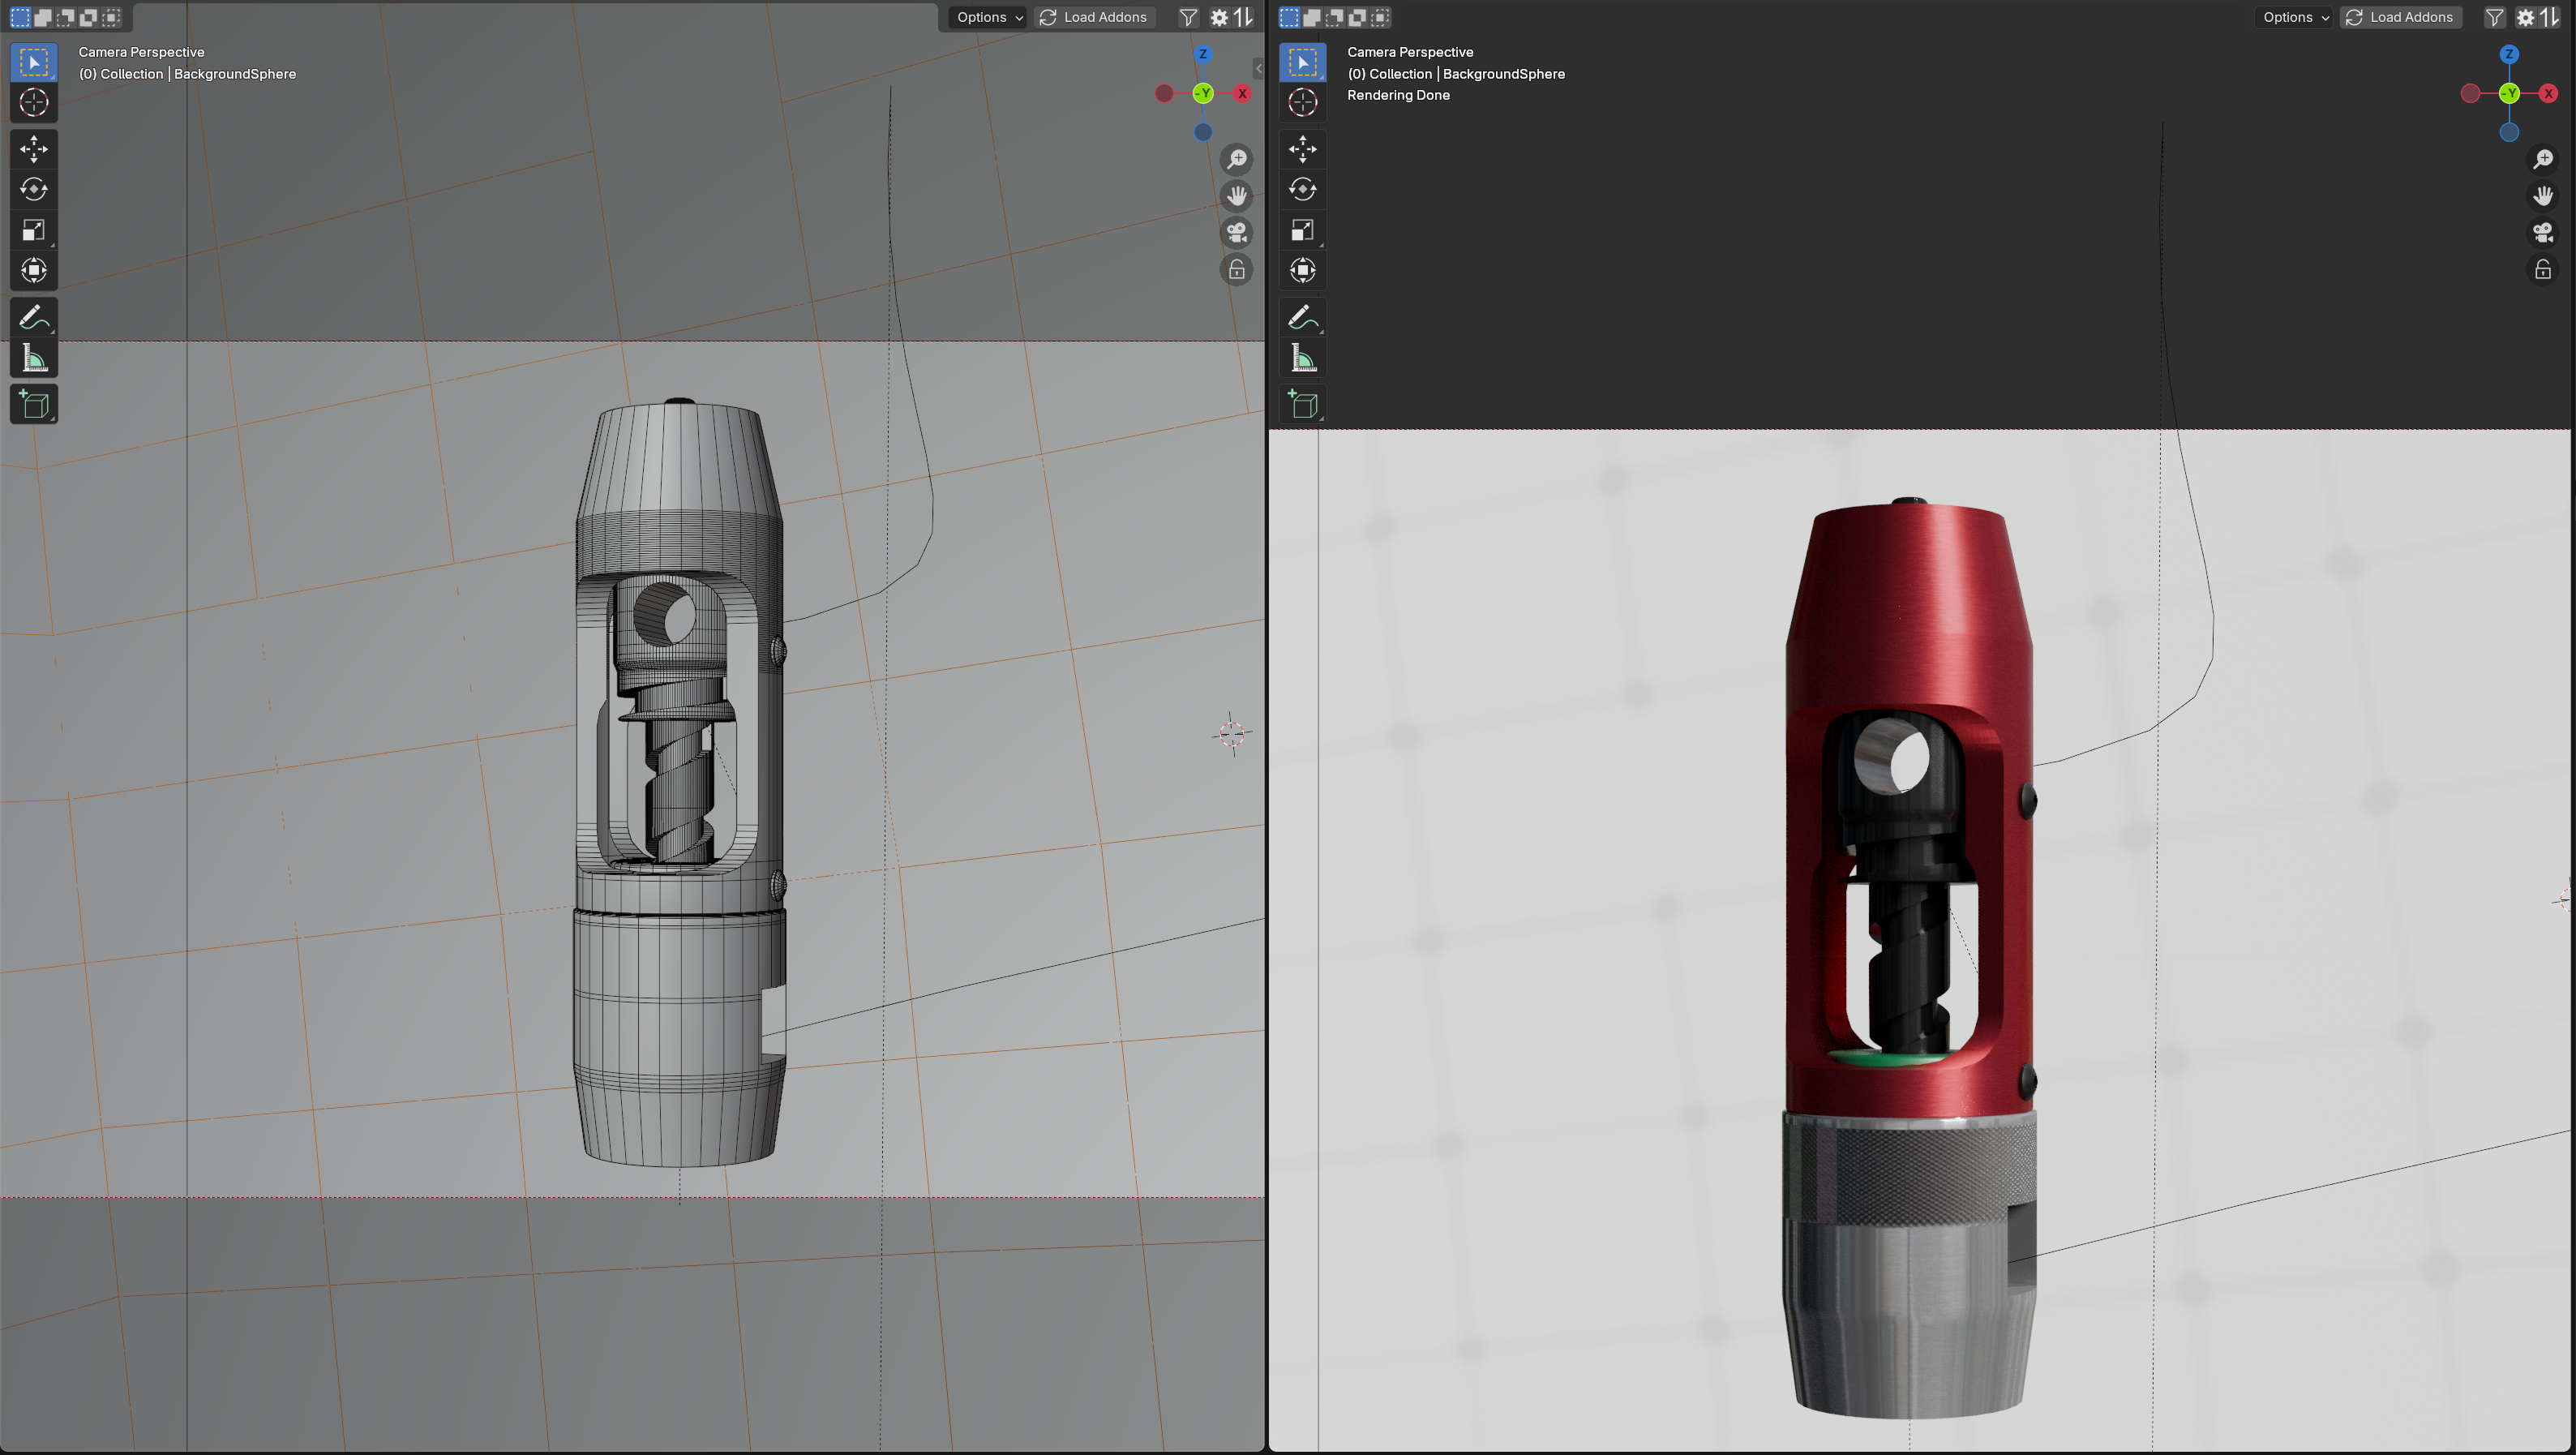 Options
Load Addons
Camera Perspective
(0) Collection | BackgroundSphere
Z
-Y
X
Options
Load Addons
Camera Perspective
(0) Collection | BackgroundSphere
Rendering Done
Z
-Y
X